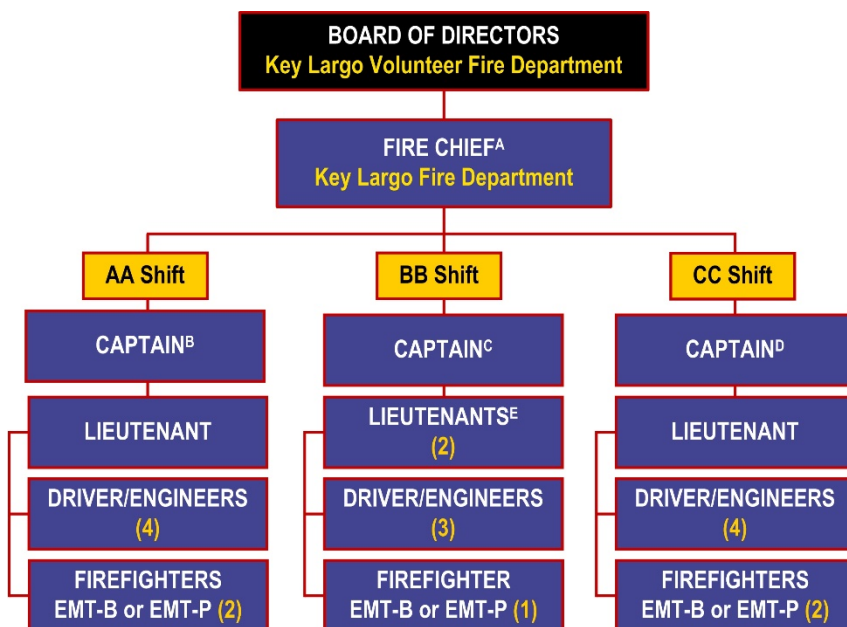 BOARD OF DIRECTORS
Key Largo Volunteer Fire Department
FIRE CHIEFᴬ
Key Largo Fire Department
AA Shift
BB Shift
CC Shift
CAPTAINᴮ
CAPTAINᶜ
CAPTAINᴰ
LIEUTENANT
LIEUTENANTSᴱ
(2)
LIEUTENANT
DRIVER/ENGINEERS
(4)
DRIVER/ENGINEERS
(3)
DRIVER/ENGINEERS
(4)
FIREFIGHTERS
EMT-B or EMT-P (2)
FIREFIGHTER
EMT-B or EMT-P (1)
FIREFIGHTERS
EMT-B or EMT-P (2)